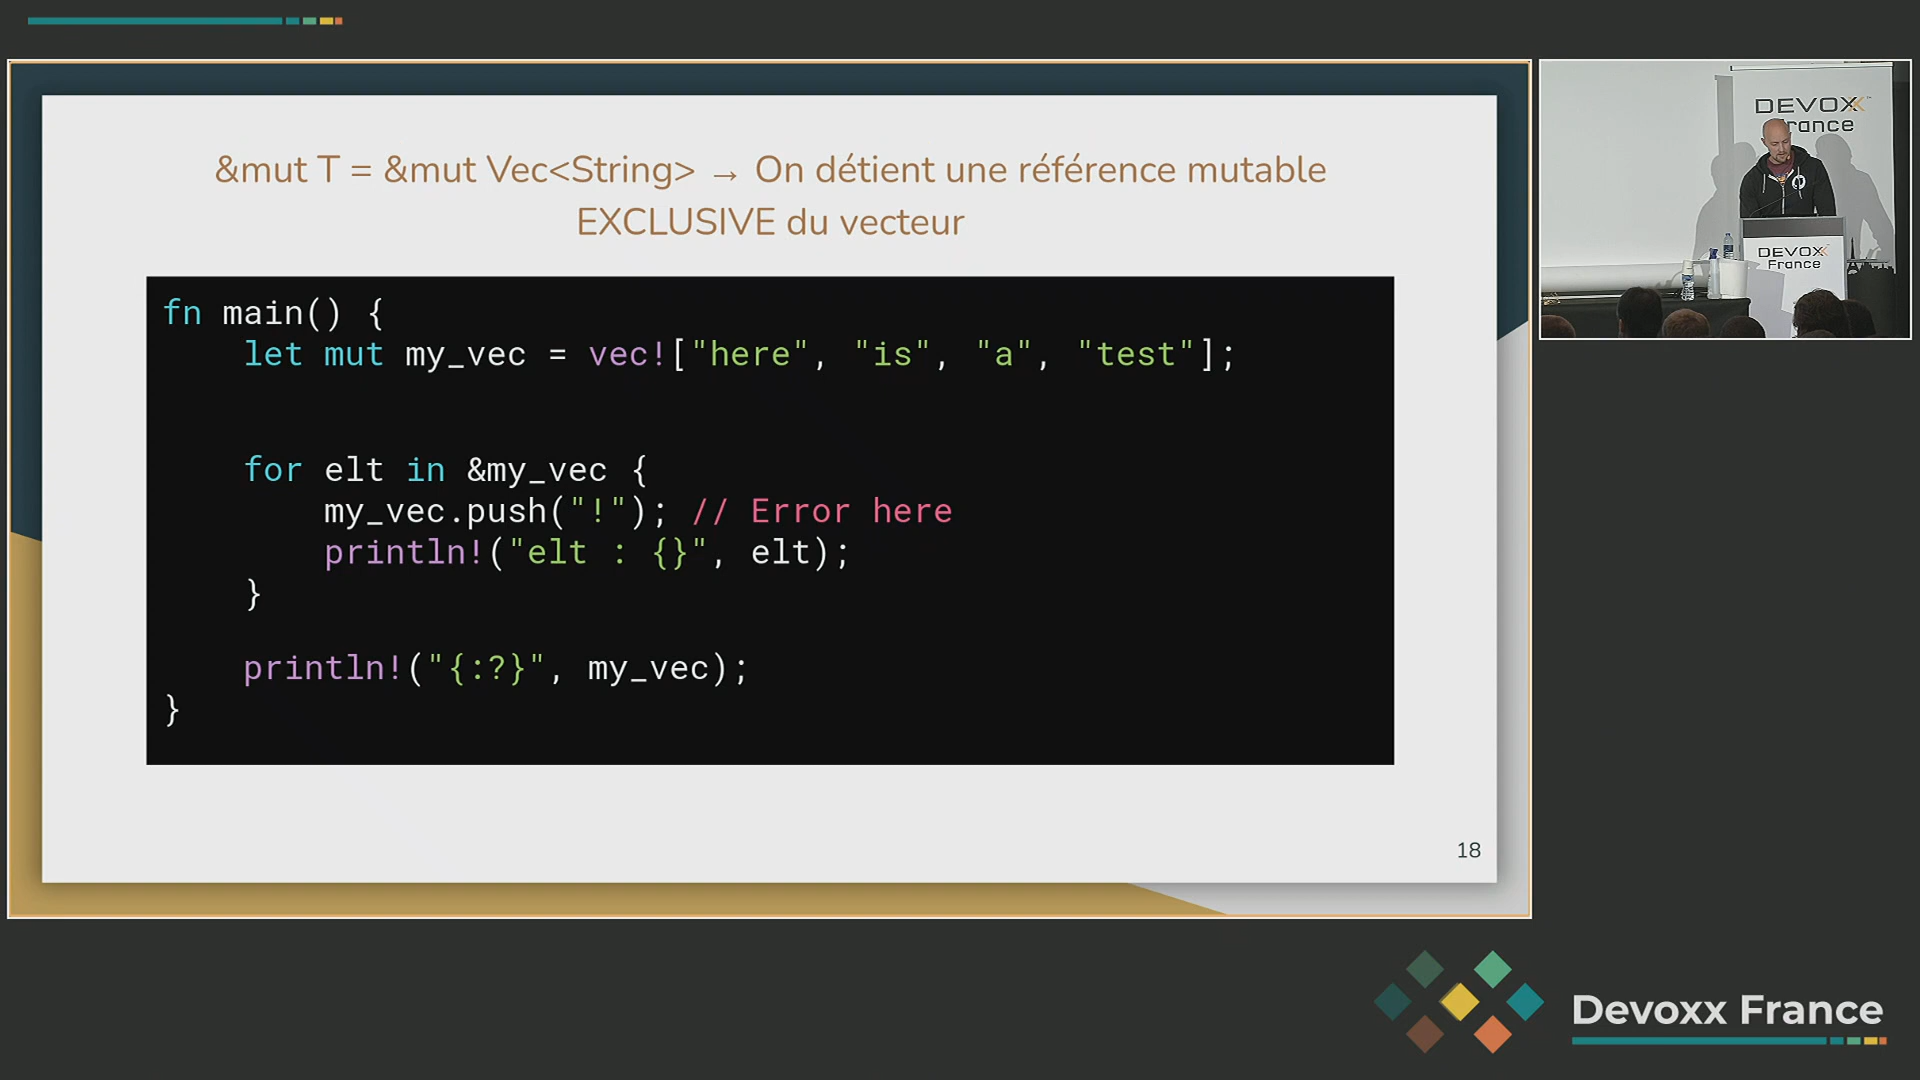 &mut T = &mut Vec<String> → On détient une référence mutable
EXCLUSIVE du vecteur
fn main() {
    let mut my_vec = vec!["here", "is", "a", "test"];
    for elt in &my_vec {
        my_vec.push("!"); // Error here
        println!("elt : {}", elt);
    }
    println!("{:?}", my_vec);
}
18
DEVOXX
France
DEVOXX
France
Devoxx France